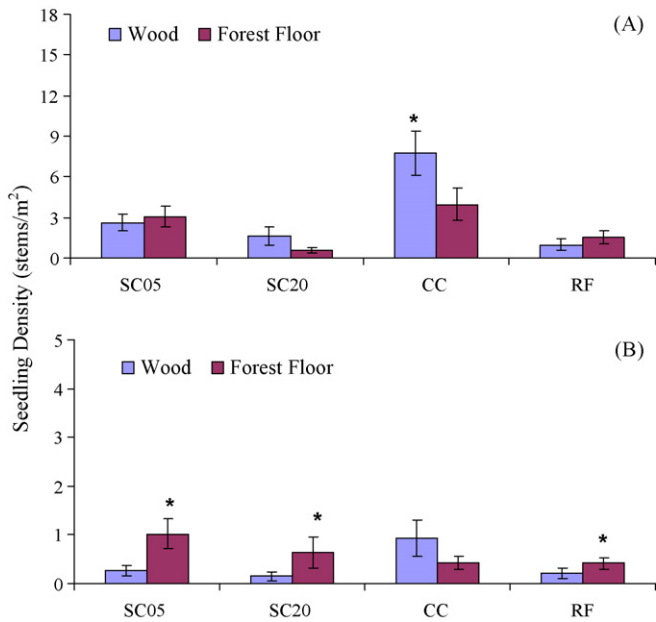 (A)
Wood Forest Floor
18
15
12
9
6
3
0
*
SC05 SC20 CC RF
Seedling Density (stems/m²)
(B)
Wood Forest Floor
5
4
3
2
1
0
* * *
SC05 SC20 CC RF